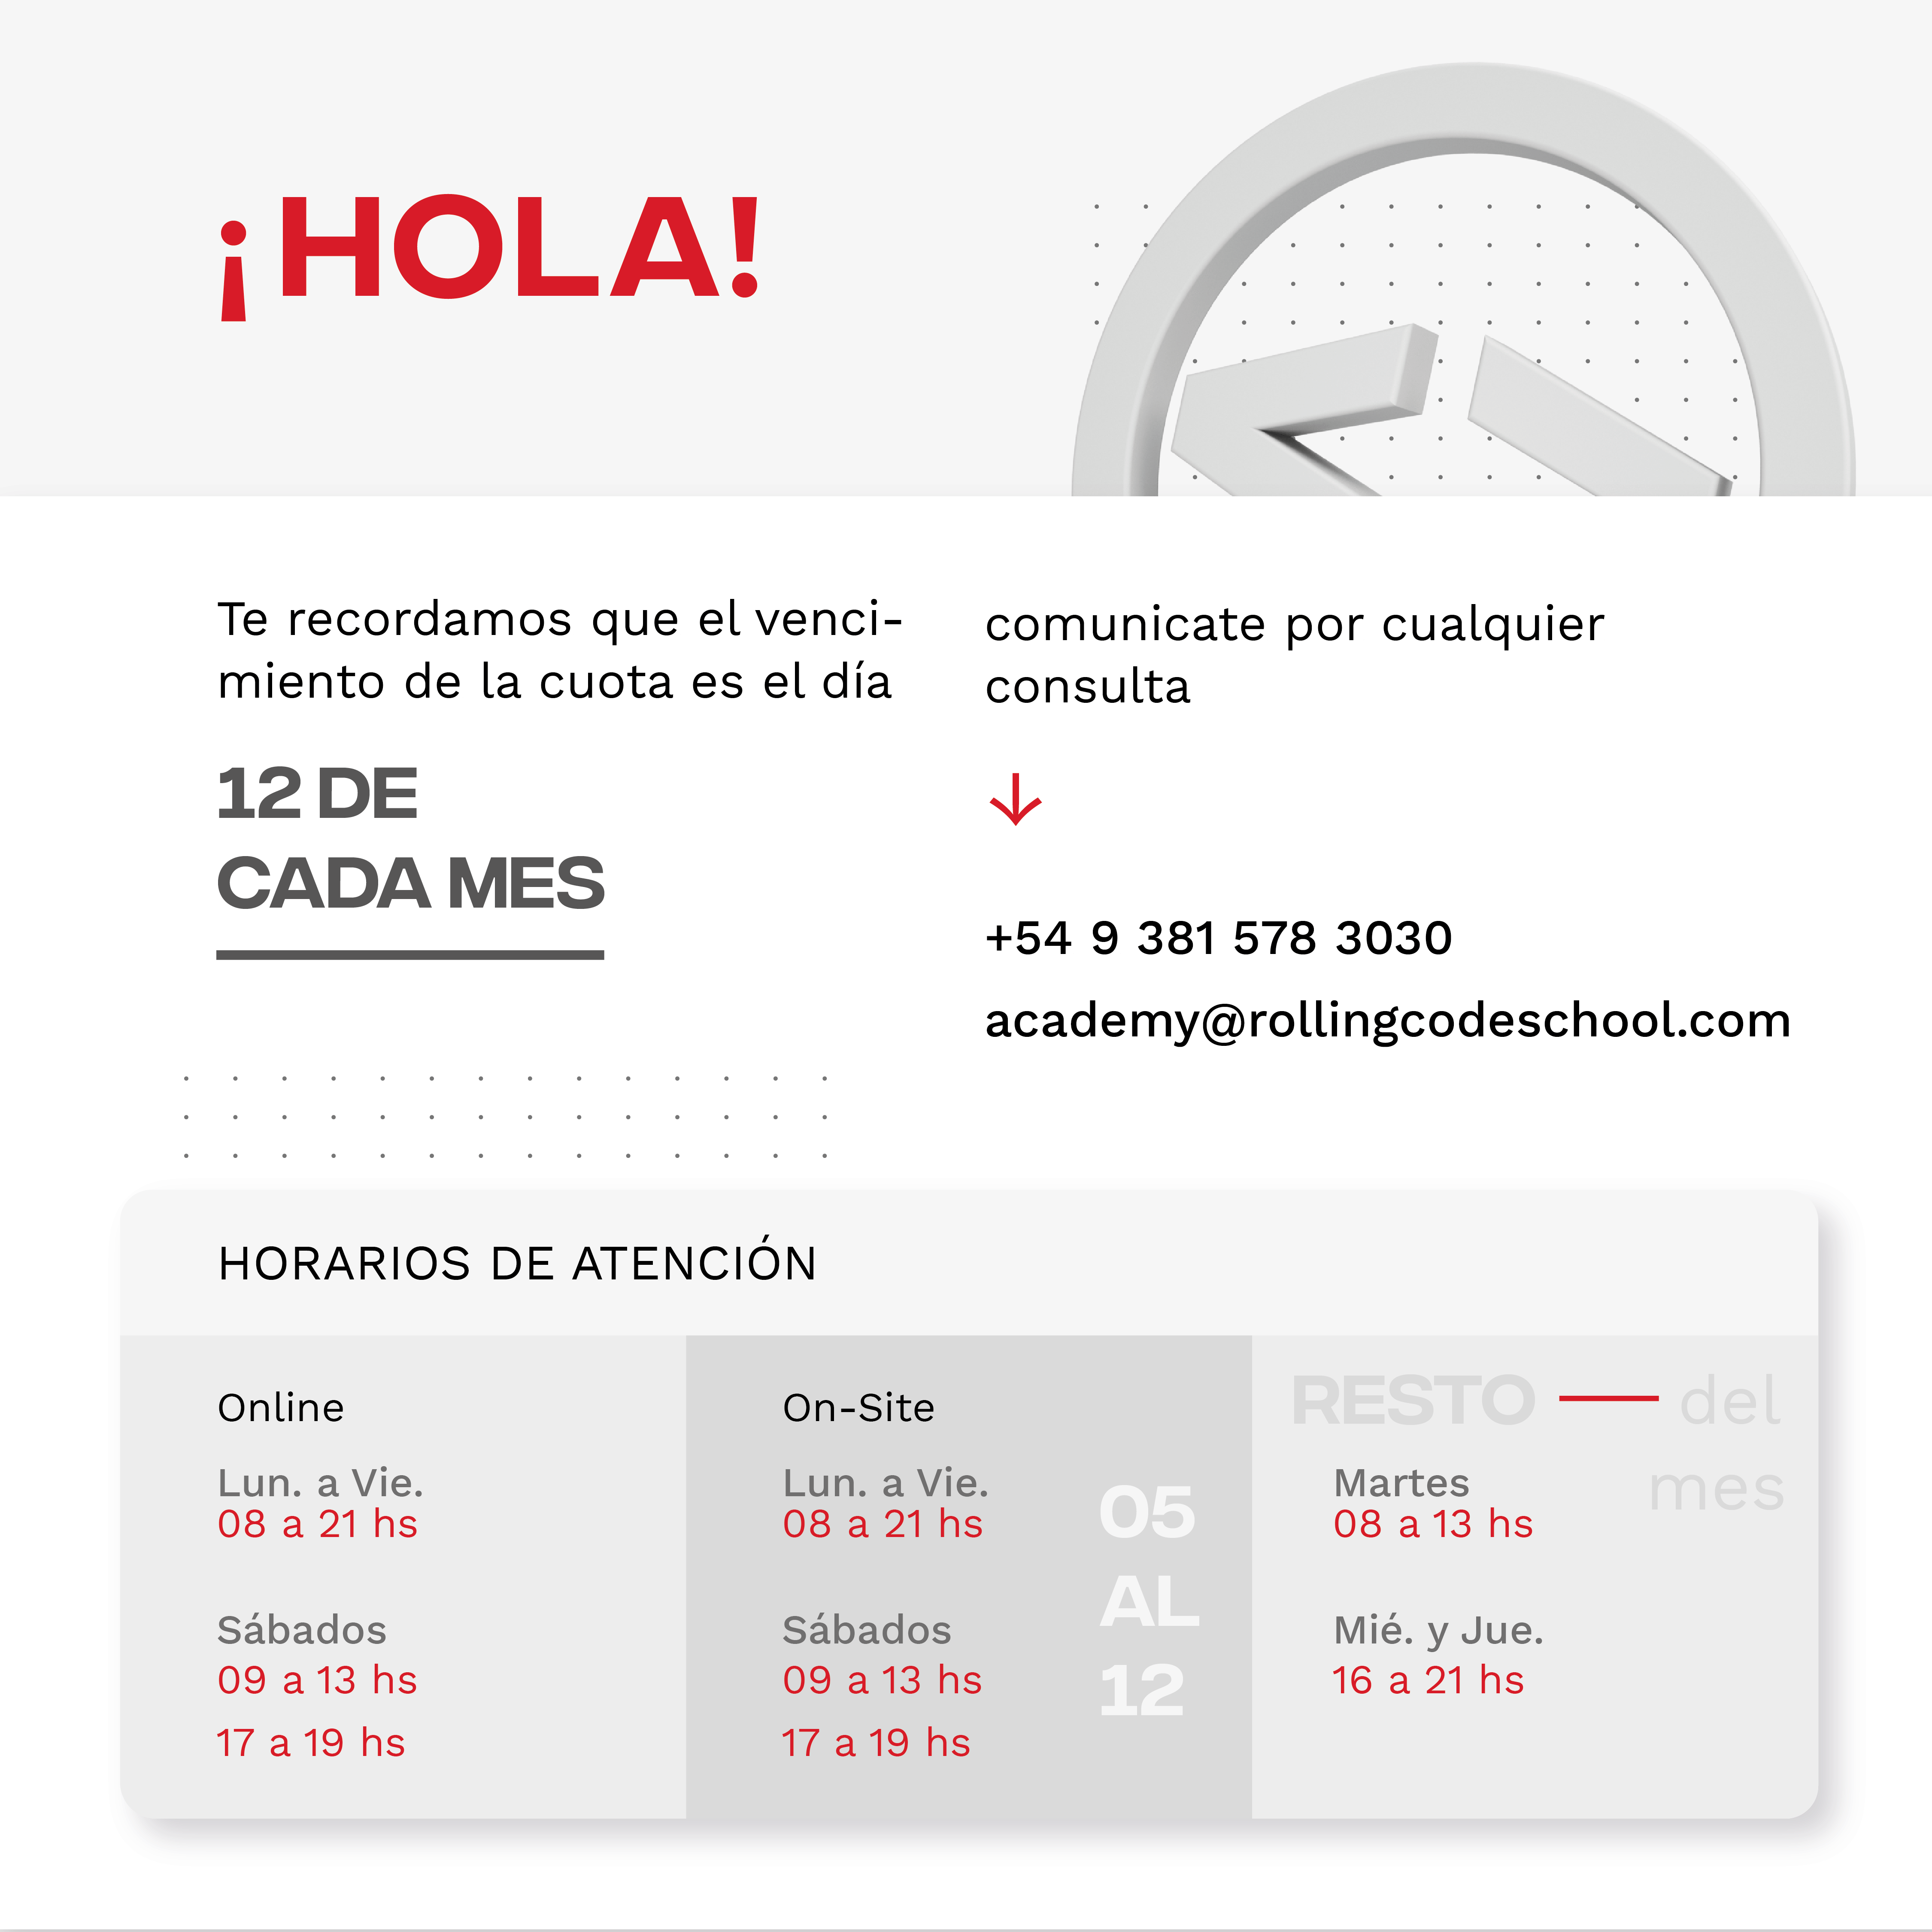 ¡HOLA!
Te recordamos que el venci-
miento de la cuota es el día
12 DE
CADA MES
comunicate por cualquier
consulta
+54 9 381 578 3030
academy@rollingcodeschool.com
HORARIOS DE ATENCIÓN
Online
Lun. a Vie.
08 a 21 hs
Sábados
09 a 13 hs
17 a 19 hs
On-Site
Lun. a Vie.
08 a 21 hs
Sábados
09 a 13 hs
17 a 19 hs
05
AL
12
RESTO — del
mes
Martes
08 a 13 hs
Mié. y Jue.
16 a 21 hs